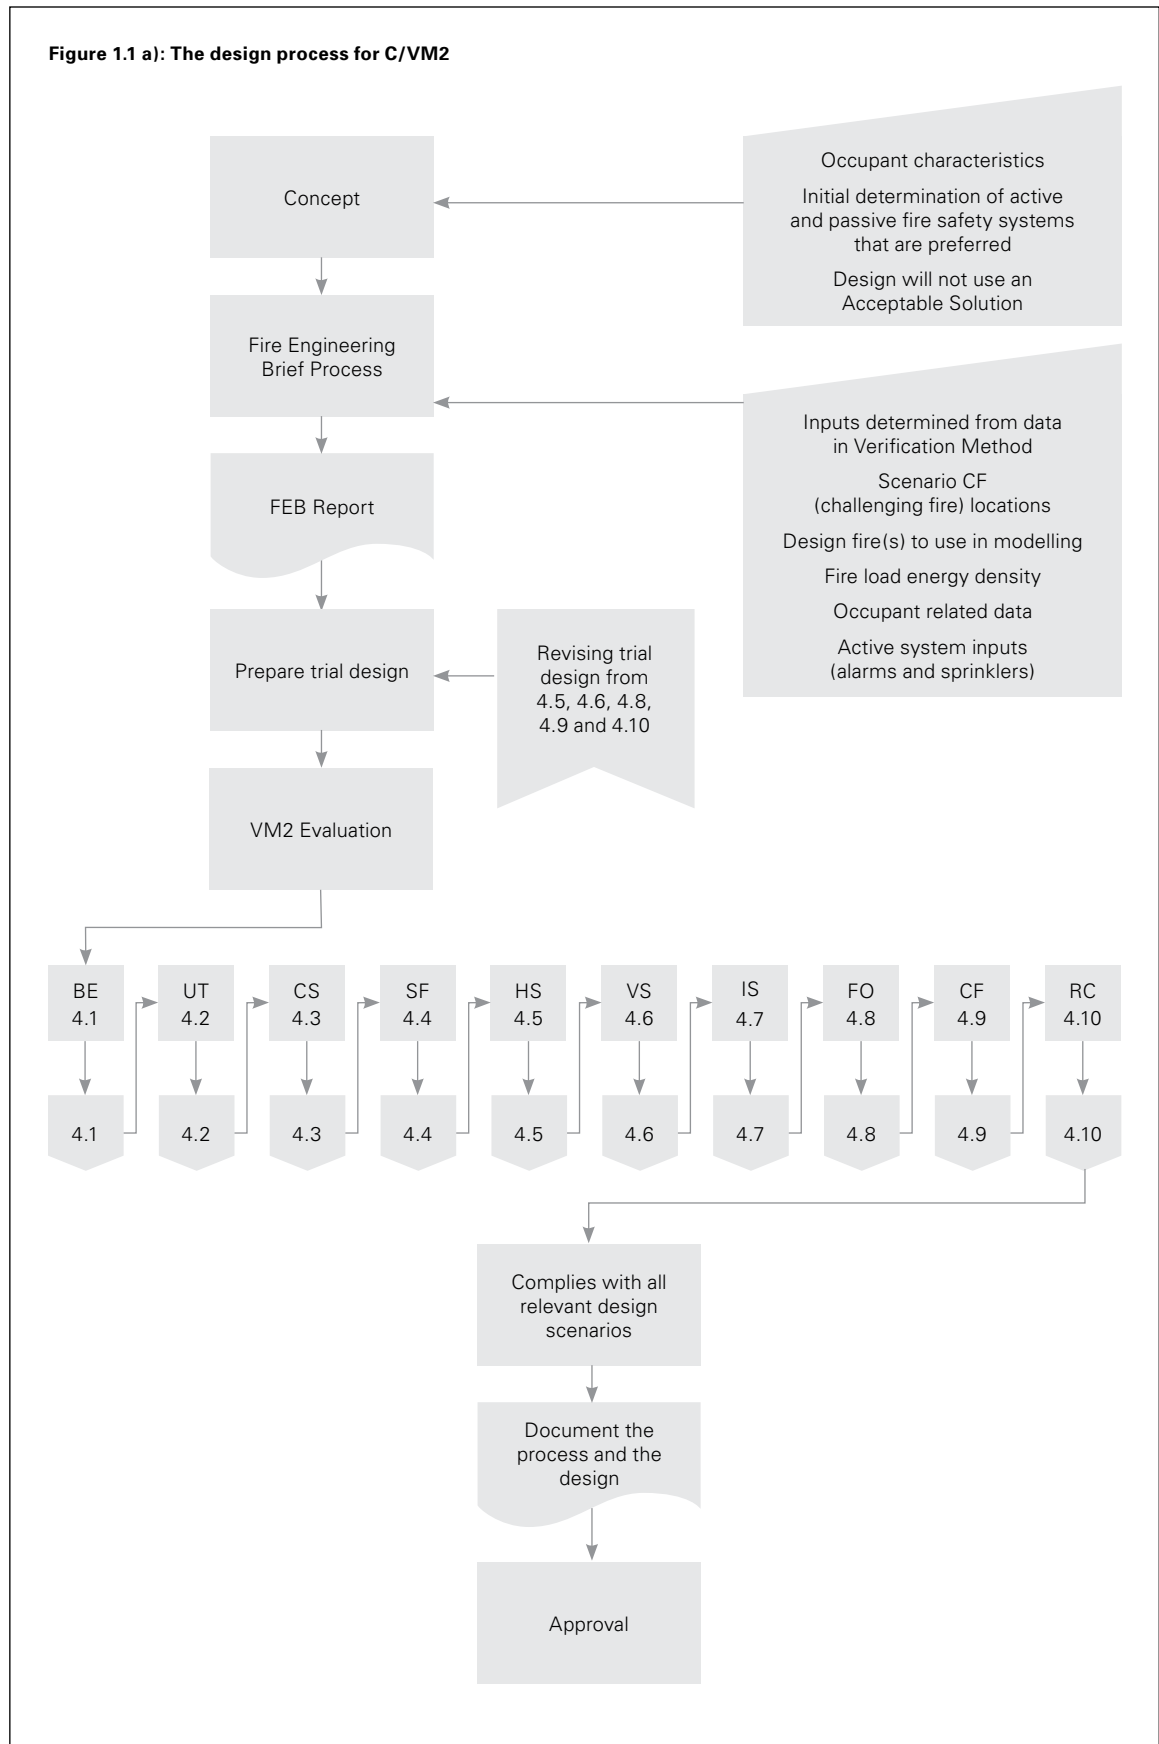 Figure 1.1 a): The design process for C/VM2
Concept
Occupant characteristics
Initial determination of active
and passive fire safety systems
that are preferred
Design will not use an
Acceptable Solution
Fire Engineering
Brief Process
Inputs determined from data
in Verification Method
Scenario CF
(challenging fire) locations
Design fire(s) to use in modelling
Fire load energy density
Occupant related data
Active system inputs
(alarms and sprinklers)
FEB Report
Prepare trial design
Revising trial
design from
4.5, 4.6, 4.8,
4.9 and 4.10
VM2 Evaluation
BE
4.1
UT
4.2
CS
4.3
SF
4.4
HS
4.5
VS
4.6
IS
4.7
FO
4.8
CF
4.9
RC
4.10
4.1
4.2
4.3
4.4
4.5
4.6
4.7
4.8
4.9
4.10
Complies with all
relevant design
scenarios
Document the
process and the
design
Approval